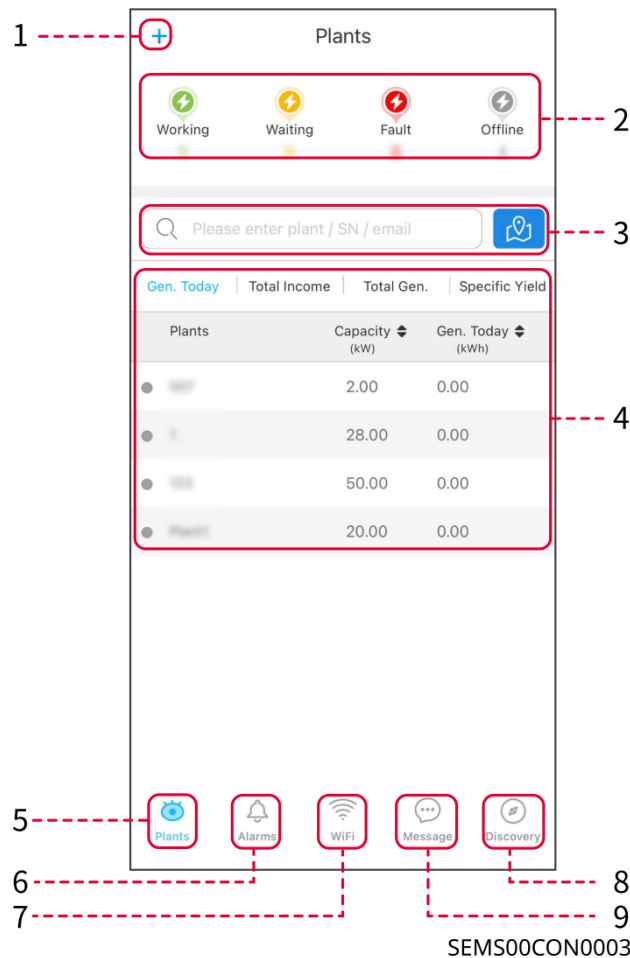 1
Plants
Working Waiting Fault Offline
2
Please enter plant / SN / email
3
Gen. Today Total Income Total Gen. Specific Yield
Plants Capacity Gen. Today
(kW) (kWh)
2.00 0.00
28.00 0.00
4
50.00 0.00
20.00 0.00
5
Plants Alarms WiFi Message Discovery
6 8
7 9
SEMS00CON0003